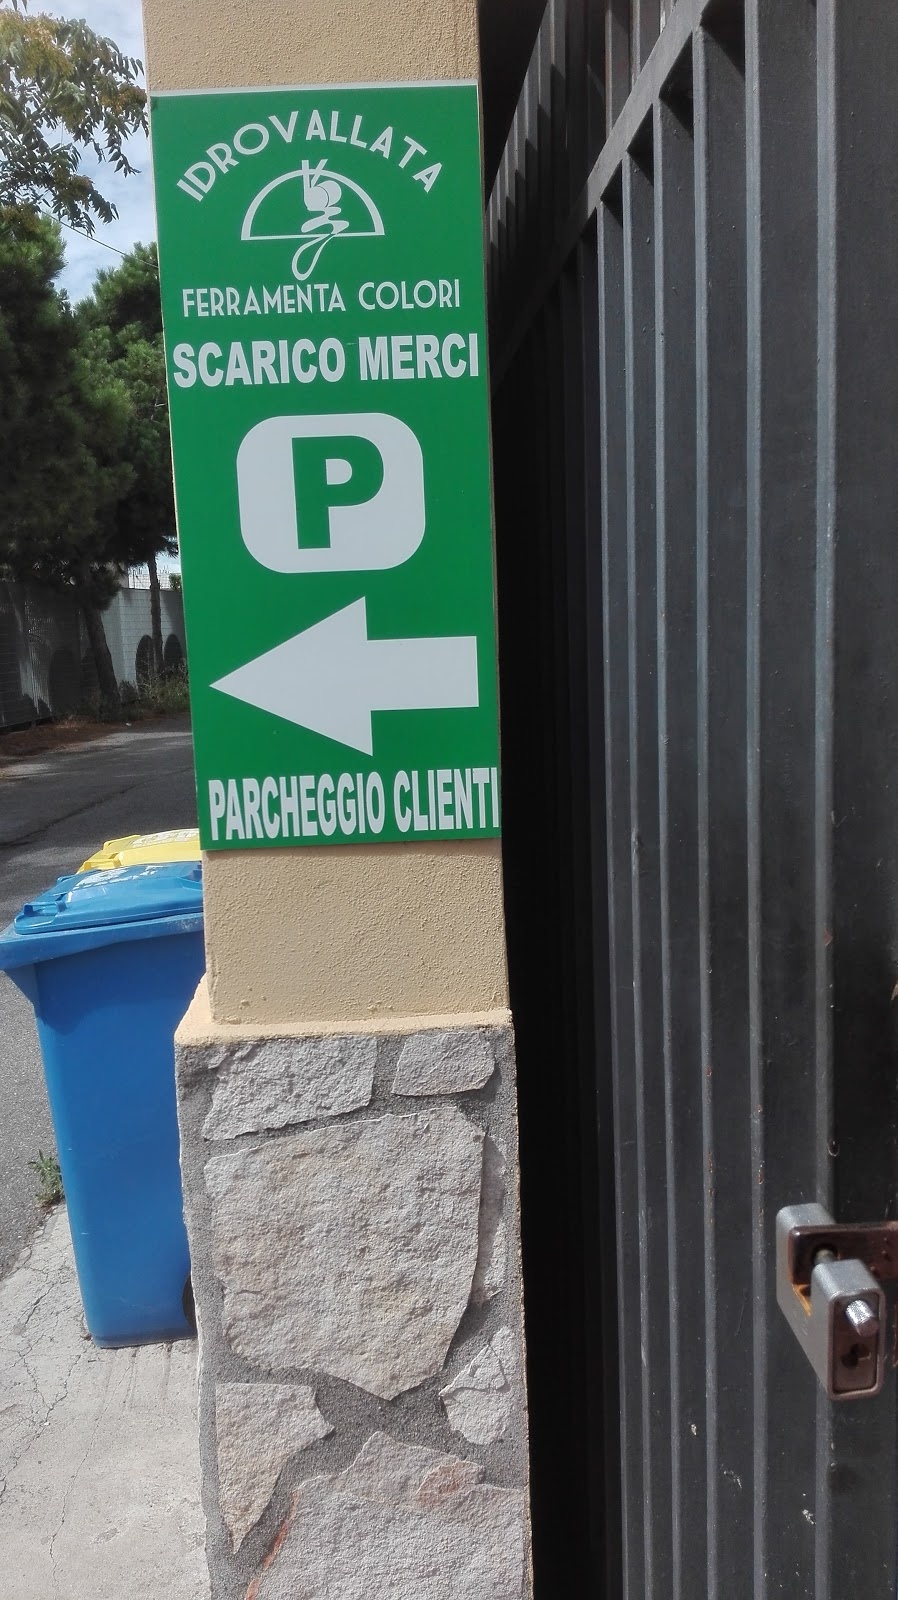 IDROVALLATA
FERRAMENTA COLORI
SCARICO MERCI
P
PARCHEGGIO CLIENTI